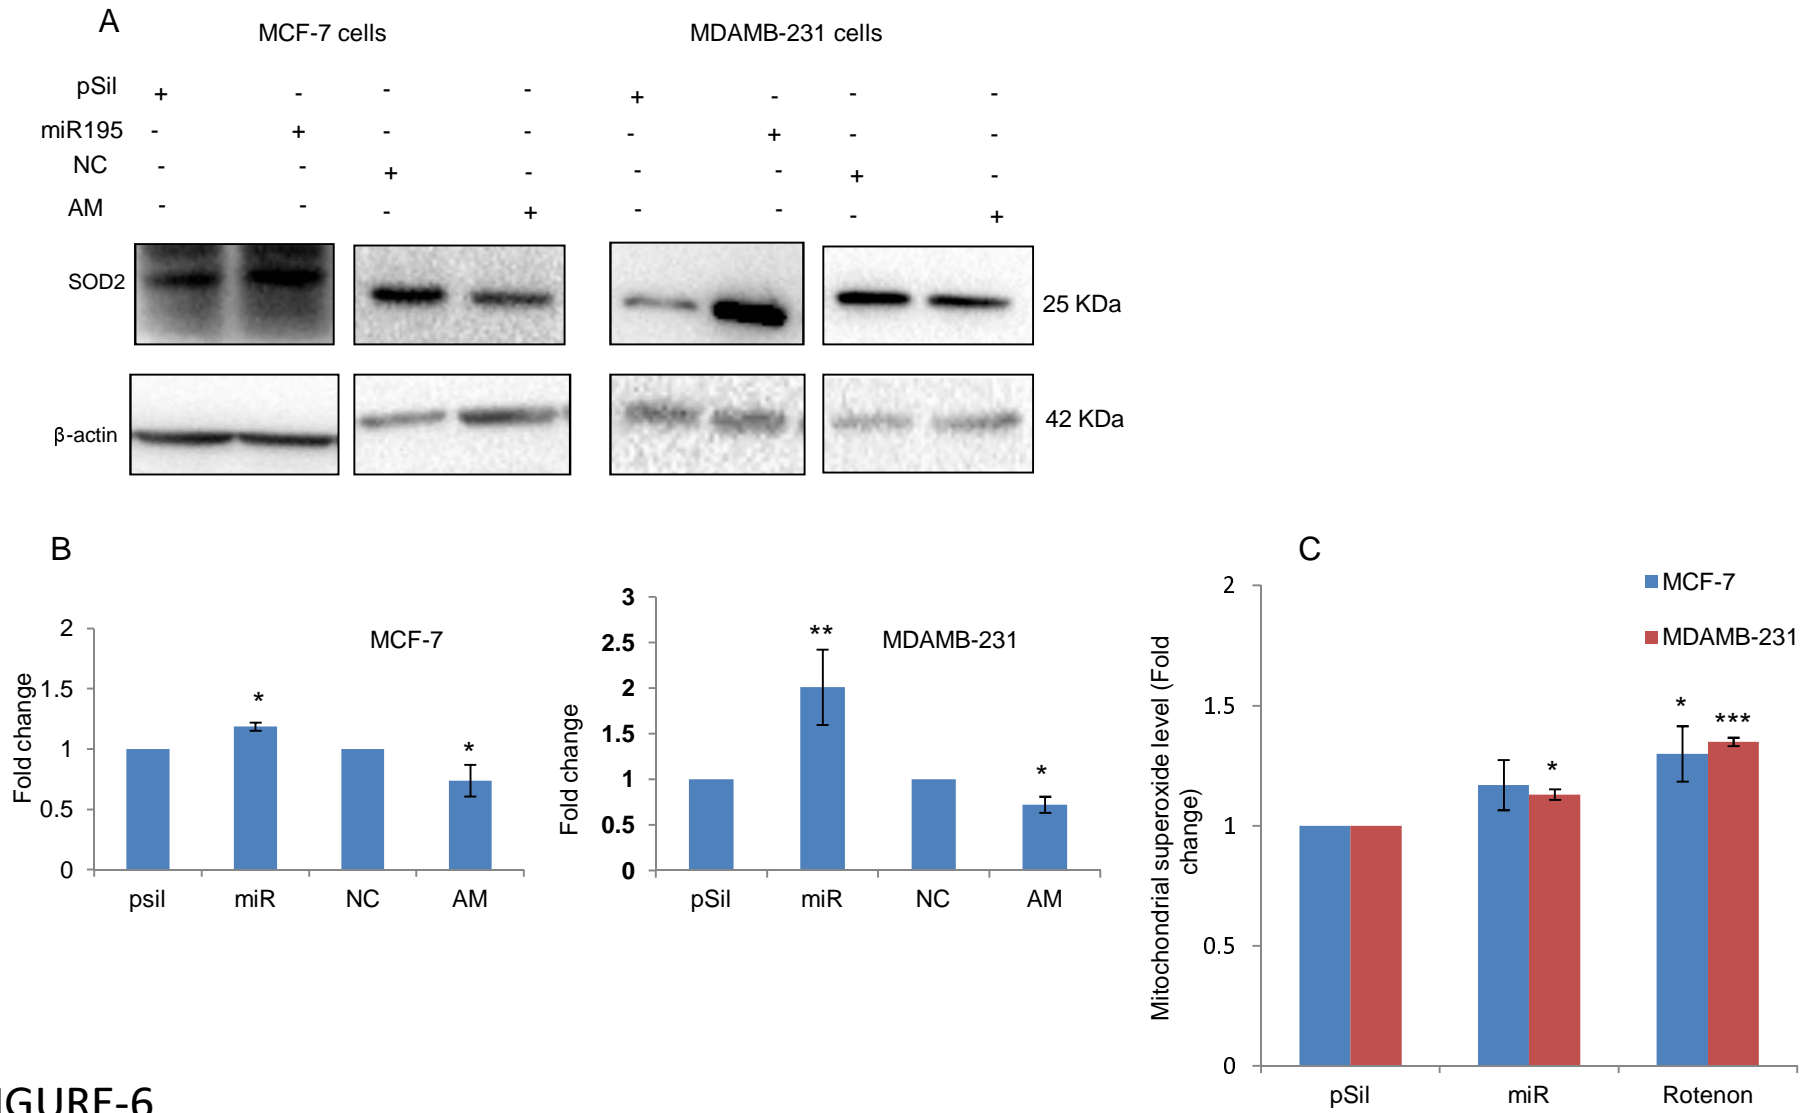 A
MCF-7 cells
MDAMB-231 cells
pSil + - - - + - - -
miR195 - + - - - + - -
NC - - + - - - + -
AM - - - + - - - +
SOD2
25 KDa
β-actin
42 KDa
B
Fold change
2
1.5
1
0.5
0
MCF-7
*
*
psil miR NC AM
Fold change
3
2.5
2
1.5
1
0.5
0
MDAMB-231
**
*
pSil miR NC AM
C
Mitochondrial superoxide level (Fold
change)
2
1.5
1
0.5
0
MCF-7
MDAMB-231
*
*
***
pSil miR Rotenon
IGURE-6